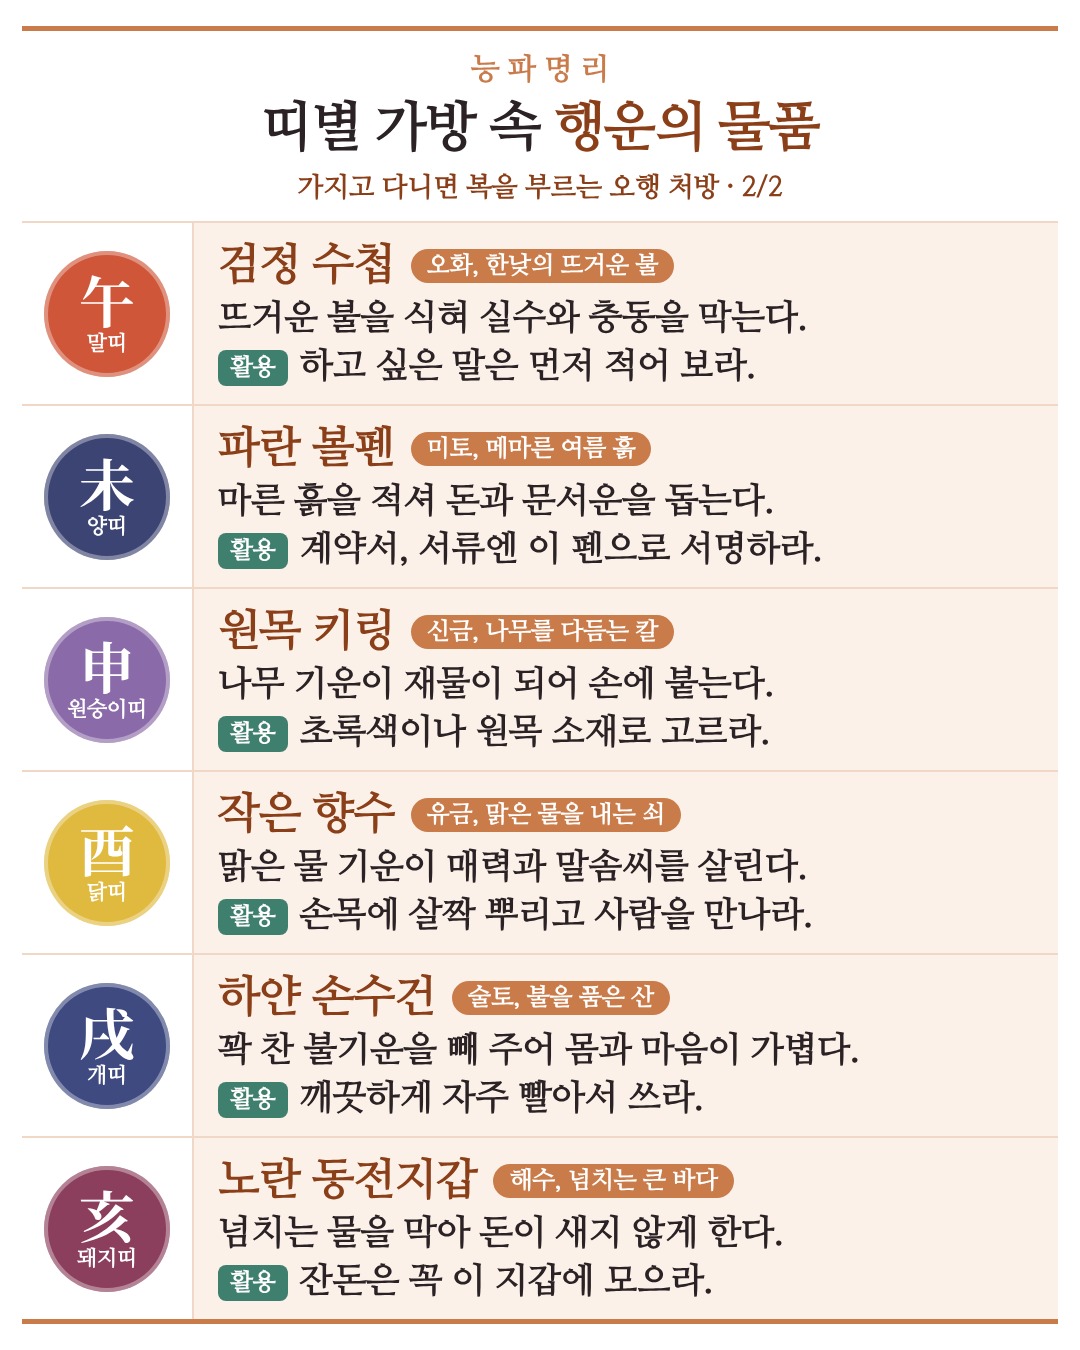 능파명리
띠별 가방 속 행운의 물품
가지고 다니면 복을 부르는 오행 처방 · 2/2
午
말띠
검정 수첩 오화, 한낮의 뜨거운 불
뜨거운 불을 식혀 실수와 충동을 막는다.
활용 하고 싶은 말은 먼저 적어 보라.
未
양띠
파란 볼펜 미토, 메마른 여름 흙
마른 흙을 적셔 돈과 문서운을 돕는다.
활용 계약서, 서류엔 이 펜으로 서명하라.
申
원숭이띠
원목 키링 신금, 나무를 다듬는 칼
나무 기운이 재물이 되어 손에 붙는다.
활용 초록색이나 원목 소재로 고르라.
酉
닭띠
작은 향수 유금, 맑은 물을 내는 쇠
맑은 물 기운이 매력과 말솜씨를 살린다.
활용 손목에 살짝 뿌리고 사람을 만나라.
戌
개띠
하얀 손수건 술토, 불을 품은 산
꽉 찬 불기운을 빼 주어 몸과 마음이 가볍다.
활용 깨끗하게 자주 빨아서 쓰라.
亥
돼지띠
노란 동전지갑 해수, 넘치는 큰 바다
넘치는 물을 막아 돈이 새지 않게 한다.
활용 잔돈은 꼭 이 지갑에 모으라.